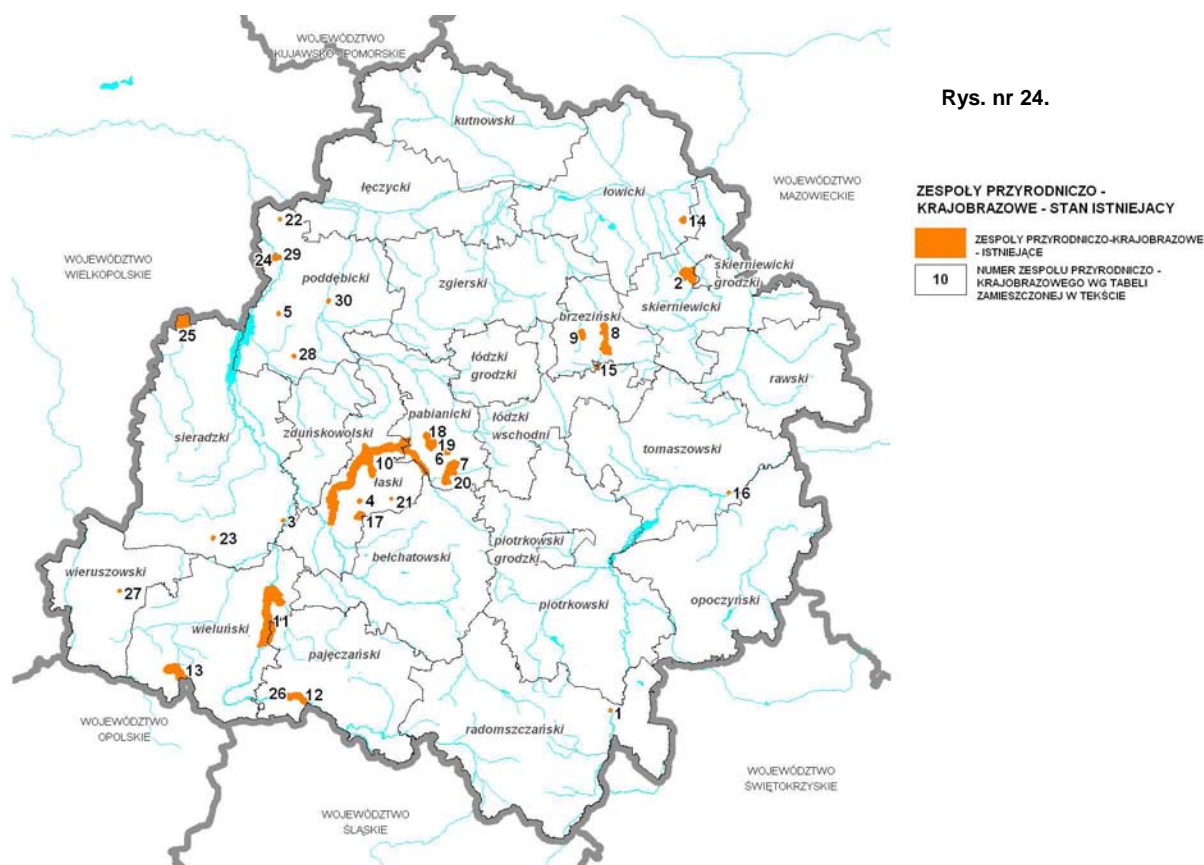 WOJEWÓDZTWO
KUJAWSKO - POMORSKIE
Rys. nr 24.
kutnowski
WOJEWÓDZTWO
MAZOWIECKIE
łęczycki
łowicki
ZESPOŁY PRZYRODNICZO -
KRAJOBRAZOWE - STAN ISTNIEJACY
22
14
ZESPOŁY PRZYRODNICZO-KRAJOBRAZOWE
- ISTNIEJĄCE
WOJEWÓDZTWO
WIELKOPOLSKIE
24
29
poddębicki
zgierski
2
skierniewicki
grodzki
10
NUMER ZESPOŁU PRZYRODNICZO -
KRAJOBRAZOWEGO WG TABELI
ZAMIESZCZONEJ W TEKŚCIE
30
skierniewicki
5
brzeziński
25
9
8
28
łódzki
grodzki
15
rawski
pabianicki
łódzki
wschodni
sieradzki
zduńskowolski
18
19
tomaszowski
10
6
7
łaski
20
4
21
16
17
3
23
piotrkowski
grodzki
bełchatowski
wieruszowski
27
opoczyński
piotrkowski
11
wieluński
pajęczański
13
26
12
1
WOJEWÓDZTWO
OPOLSKIE
radomszczański
WOJEWÓDZTWO
ŚWIĘTOKRZYSKIE
WOJEWÓDZTWO
ŚLĄSKIE